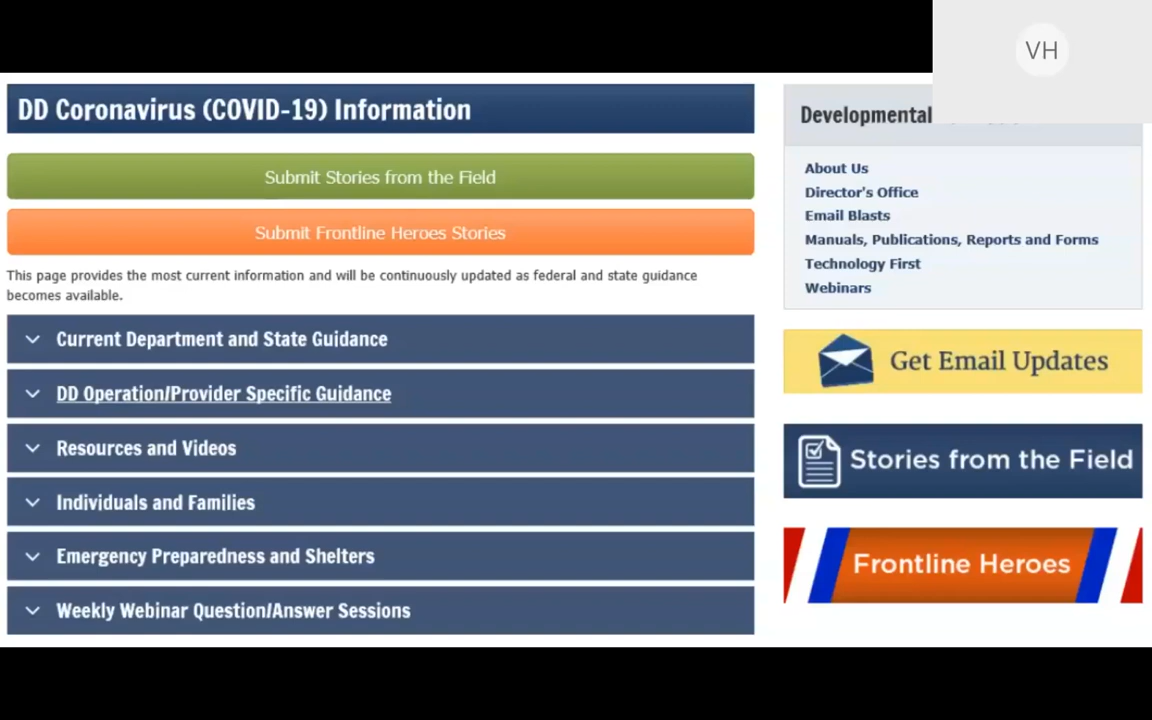 VH
DD Coronavirus (COVID-19) Information
Submit Stories from the Field
Submit Frontline Heroes Stories
This page provides the most current information and will be continuously updated as federal and state guidance
becomes available.
Current Department and State Guidance
DD Operation/Provider Specific Guidance
Resources and Videos
Individuals and Families
Emergency Preparedness and Shelters
Weekly Webinar Question/Answer Sessions
Developmental
About Us
Director's Office
Email Blasts
Manuals, Publications, Reports and Forms
Technology First
Webinars
Get Email Updates
Stories from the Field
Frontline Heroes